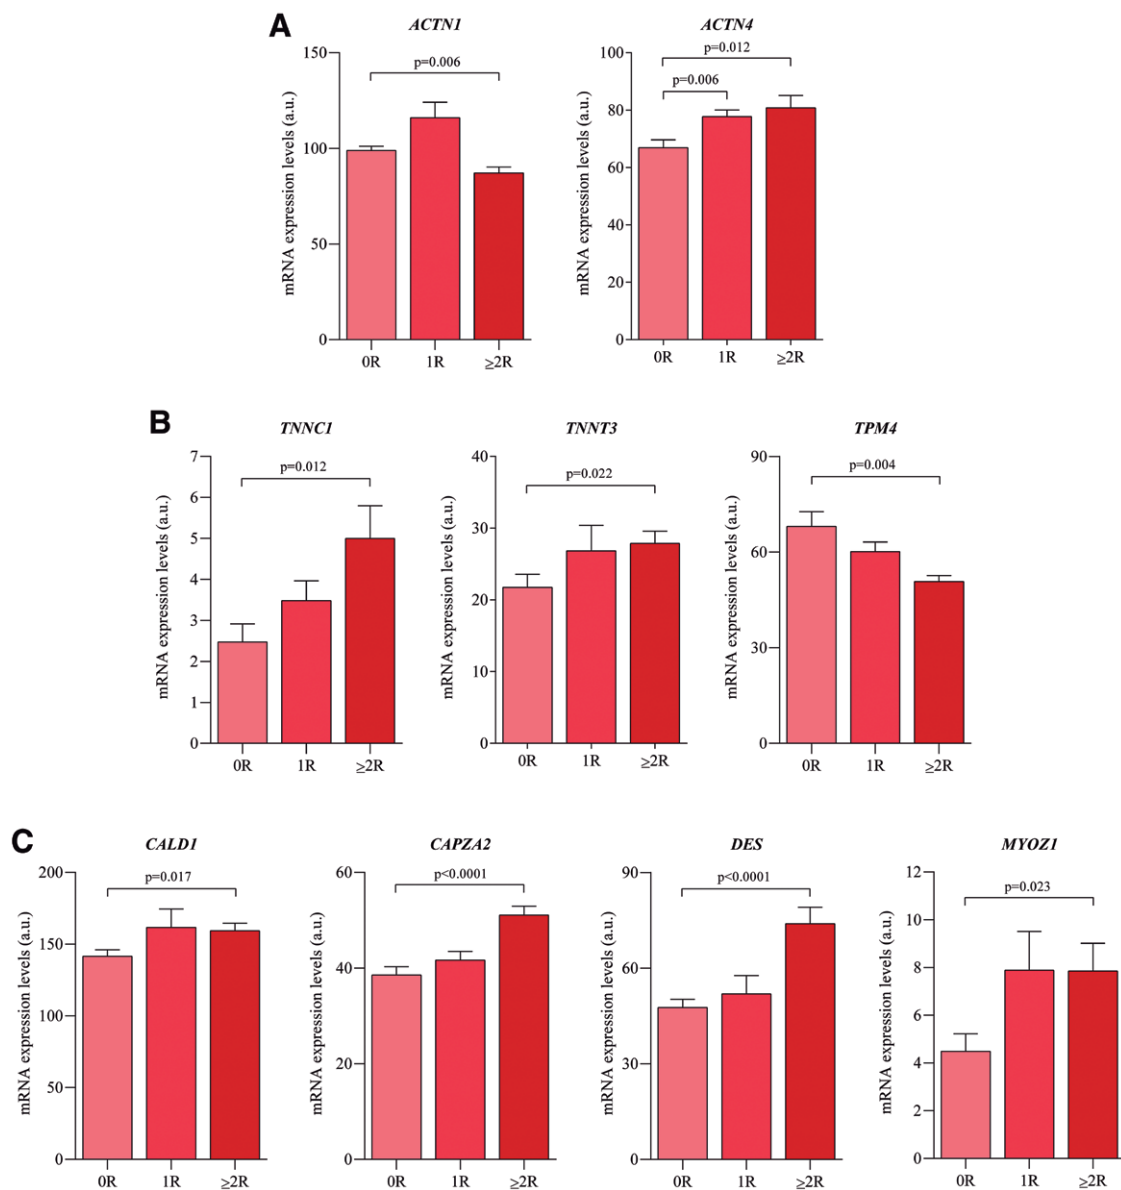 A
ACTN1
mRNA expression levels (a.u.)
150
100
50
0
p=0.006
0R
1R
≥2R
ACTN4
mRNA expression levels (a.u.)
100
80
60
40
20
0
p=0.012
p=0.006
0R
1R
≥2R
B
TNNC1
mRNA expression levels (a.u.)
7
6
5
4
3
2
1
0
p=0.012
0R
1R
≥2R
TNNT3
mRNA expression levels (a.u.)
40
30
20
10
0
p=0.022
0R
1R
≥2R
TPM4
mRNA expression levels (a.u.)
90
60
30
0
p=0.004
0R
1R
≥2R
C
CALD1
mRNA expression levels (a.u.)
200
150
100
50
0
p=0.017
0R
1R
≥2R
CAPZA2
mRNA expression levels (a.u.)
60
40
20
0
p<0.0001
0R
1R
≥2R
DES
mRNA expression levels (a.u.)
90
60
30
0
p<0.0001
0R
1R
≥2R
MYOZ1
mRNA expression levels (a.u.)
12
10
8
6
4
2
0
p=0.023
0R
1R
≥2R